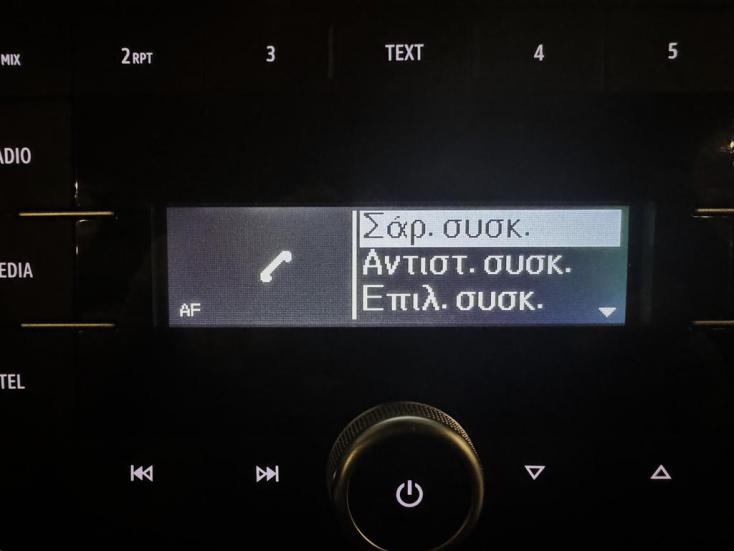 MIX 2RPT 3 TEXT 4 5
ADIO
Σάρ. συσκ.
Αντιστ. συσκ.
Επιλ. συσκ.
AF
EDIA
TEL